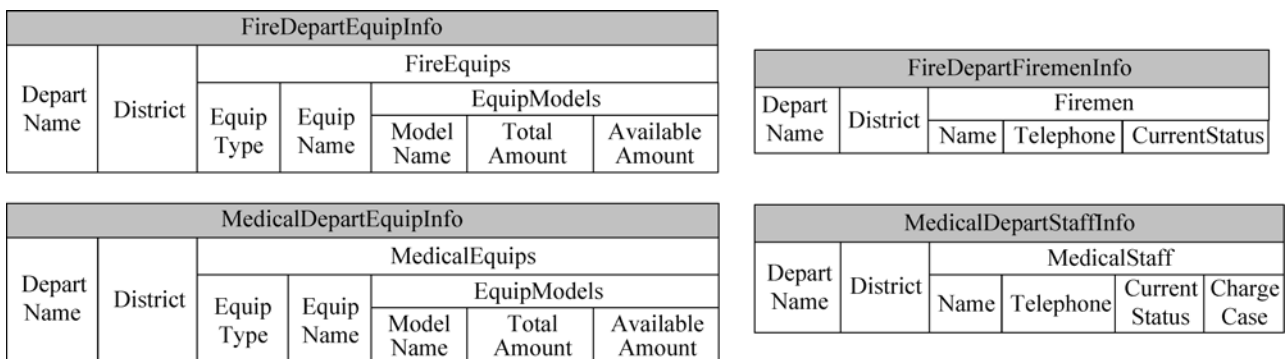 FireDepartEquipInfo
Depart Name
District
FireEquips
Equip Type
Equip Name
EquipModels
Model Name
Total Amount
Available Amount
FireDepartFiremenInfo
Depart Name
District
Firemen
Name
Telephone
CurrentStatus
MedicalDepartEquipInfo
Depart Name
District
MedicalEquips
Equip Type
Equip Name
EquipModels
Model Name
Total Amount
Available Amount
MedicalDepartStaffInfo
Depart Name
District
MedicalStaff
Name
Telephone
Current Status
Charge Case